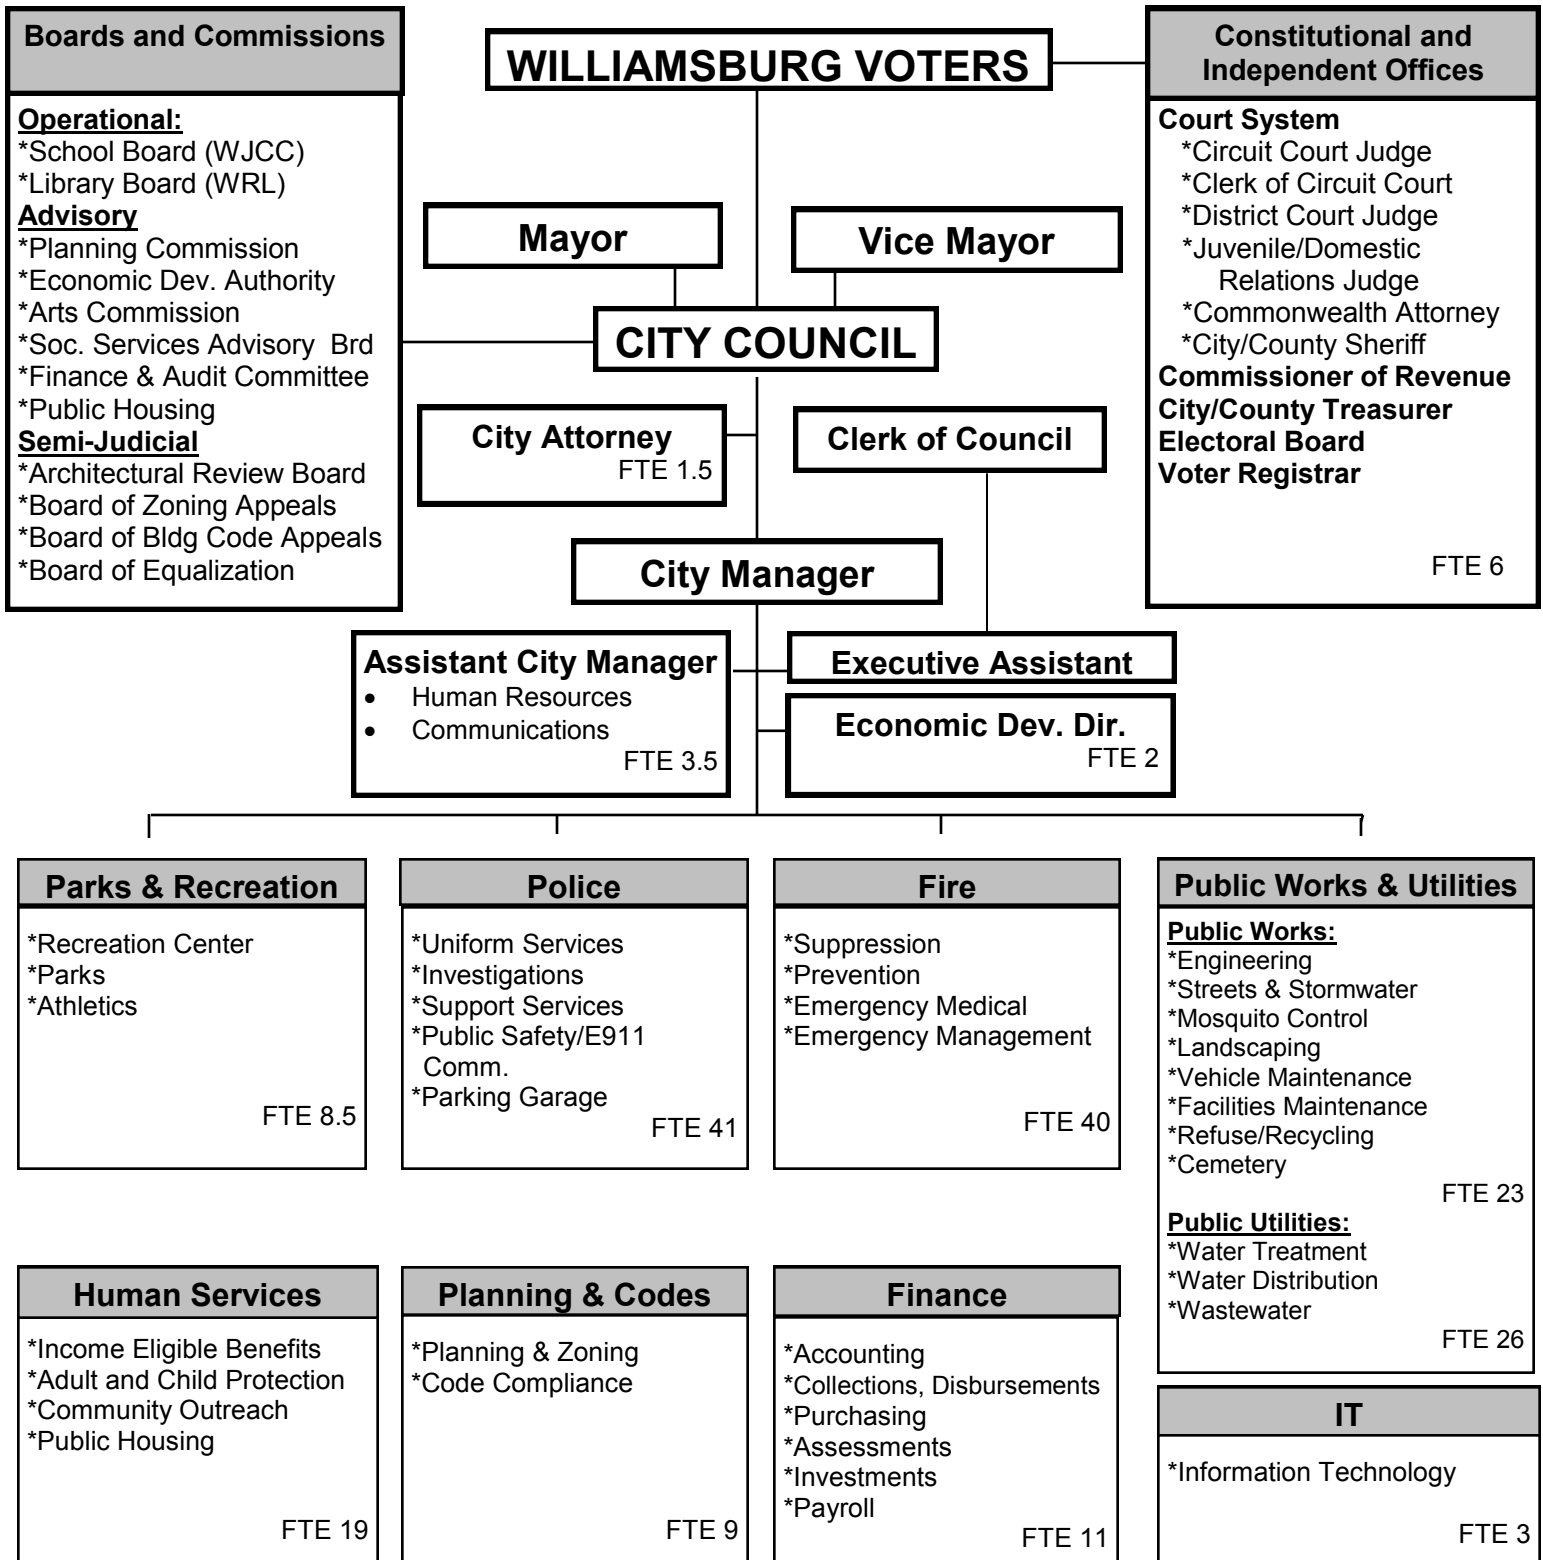 Boards and Commissions
Operational:
*School Board (WJCC)
*Library Board (WRL)
Advisory
*Planning Commission
*Economic Dev. Authority
*Arts Commission
*Soc. Services Advisory Brd
*Finance & Audit Committee
*Public Housing
Semi-Judicial
*Architectural Review Board
*Board of Zoning Appeals
*Board of Bldg Code Appeals
*Board of Equalization
WILLIAMSBURG VOTERS
Constitutional and
Independent Offices
Court System
*Circuit Court Judge
*Clerk of Circuit Court
*District Court Judge
*Juvenile/Domestic
Relations Judge
*Commonwealth Attorney
*City/County Sheriff
Commissioner of Revenue
City/County Treasurer
Electoral Board
Voter Registrar
FTE 6
Mayor
Vice Mayor
CITY COUNCIL
City Attorney
FTE 1.5
Clerk of Council
City Manager
Assistant City Manager
• Human Resources
• Communications
FTE 3.5
Executive Assistant
Economic Dev. Dir.
FTE 2
Parks & Recreation
*Recreation Center
*Parks
*Athletics
FTE 8.5
Police
*Uniform Services
*Investigations
*Support Services
*Public Safety/E911
Comm.
*Parking Garage
FTE 41
Fire
*Suppression
*Prevention
*Emergency Medical
*Emergency Management
FTE 40
Public Works & Utilities
Public Works:
*Engineering
*Streets & Stormwater
*Mosquito Control
*Landscaping
*Vehicle Maintenance
*Facilities Maintenance
*Refuse/Recycling
*Cemetery
FTE 23
Public Utilities:
*Water Treatment
*Water Distribution
*Wastewater
FTE 26
Human Services
*Income Eligible Benefits
*Adult and Child Protection
*Community Outreach
*Public Housing
FTE 19
Planning & Codes
*Planning & Zoning
*Code Compliance
FTE 9
Finance
*Accounting
*Collections, Disbursements
*Purchasing
*Assessments
*Investments
*Payroll
FTE 11
IT
*Information Technology
FTE 3